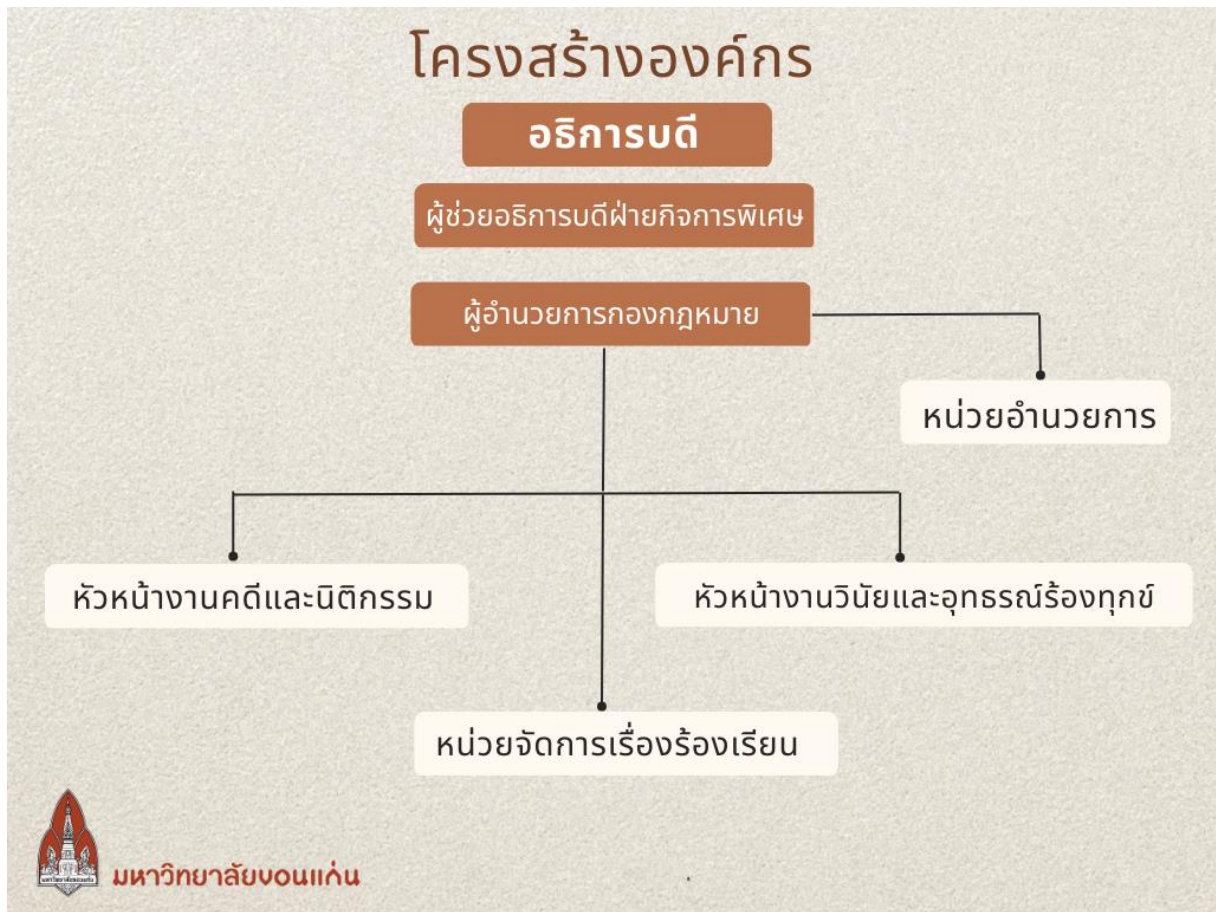 โครงสร้างองค์กร
อธิการบดี
ผู้ช่วยอธิการบดีฝ่ายกิจการพิเศษ
ผู้อำนวยการกองกฎหมาย
หน่วยอำนวยการ
หัวหน้างานคดีและนิติกรรม
หัวหน้างานวินัยและอุทธรณ์ร้องทุกข์
หน่วยจัดการเรื่องร้องเรียน
มหาวิทยาลัยขอนแก่น